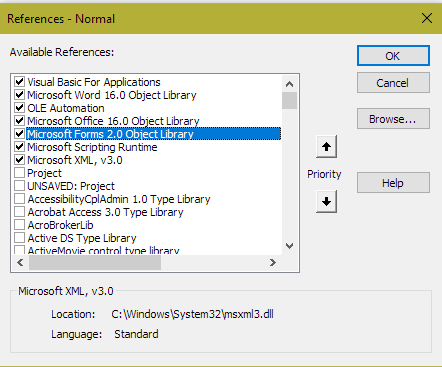 References - Normal
Available References:
Visual Basic For Applications
Microsoft Word 16.0 Object Library
OLE Automation
Microsoft Office 16.0 Object Library
Microsoft Forms 2.0 Object Library
Microsoft Scripting Runtime
Microsoft XML, v3.0
Project
UNSAVED: Project
AccessibilityCplAdmin 1.0 Type Library
Acrobat Access 3.0 Type Library
AcroBrokerLib
Active DS Type Library
ActiveMovie control type library
OK
Cancel
Browse...
Priority
Help
Microsoft XML, v3.0
Location: C:\Windows\System32\msxml3.dll
Language: Standard